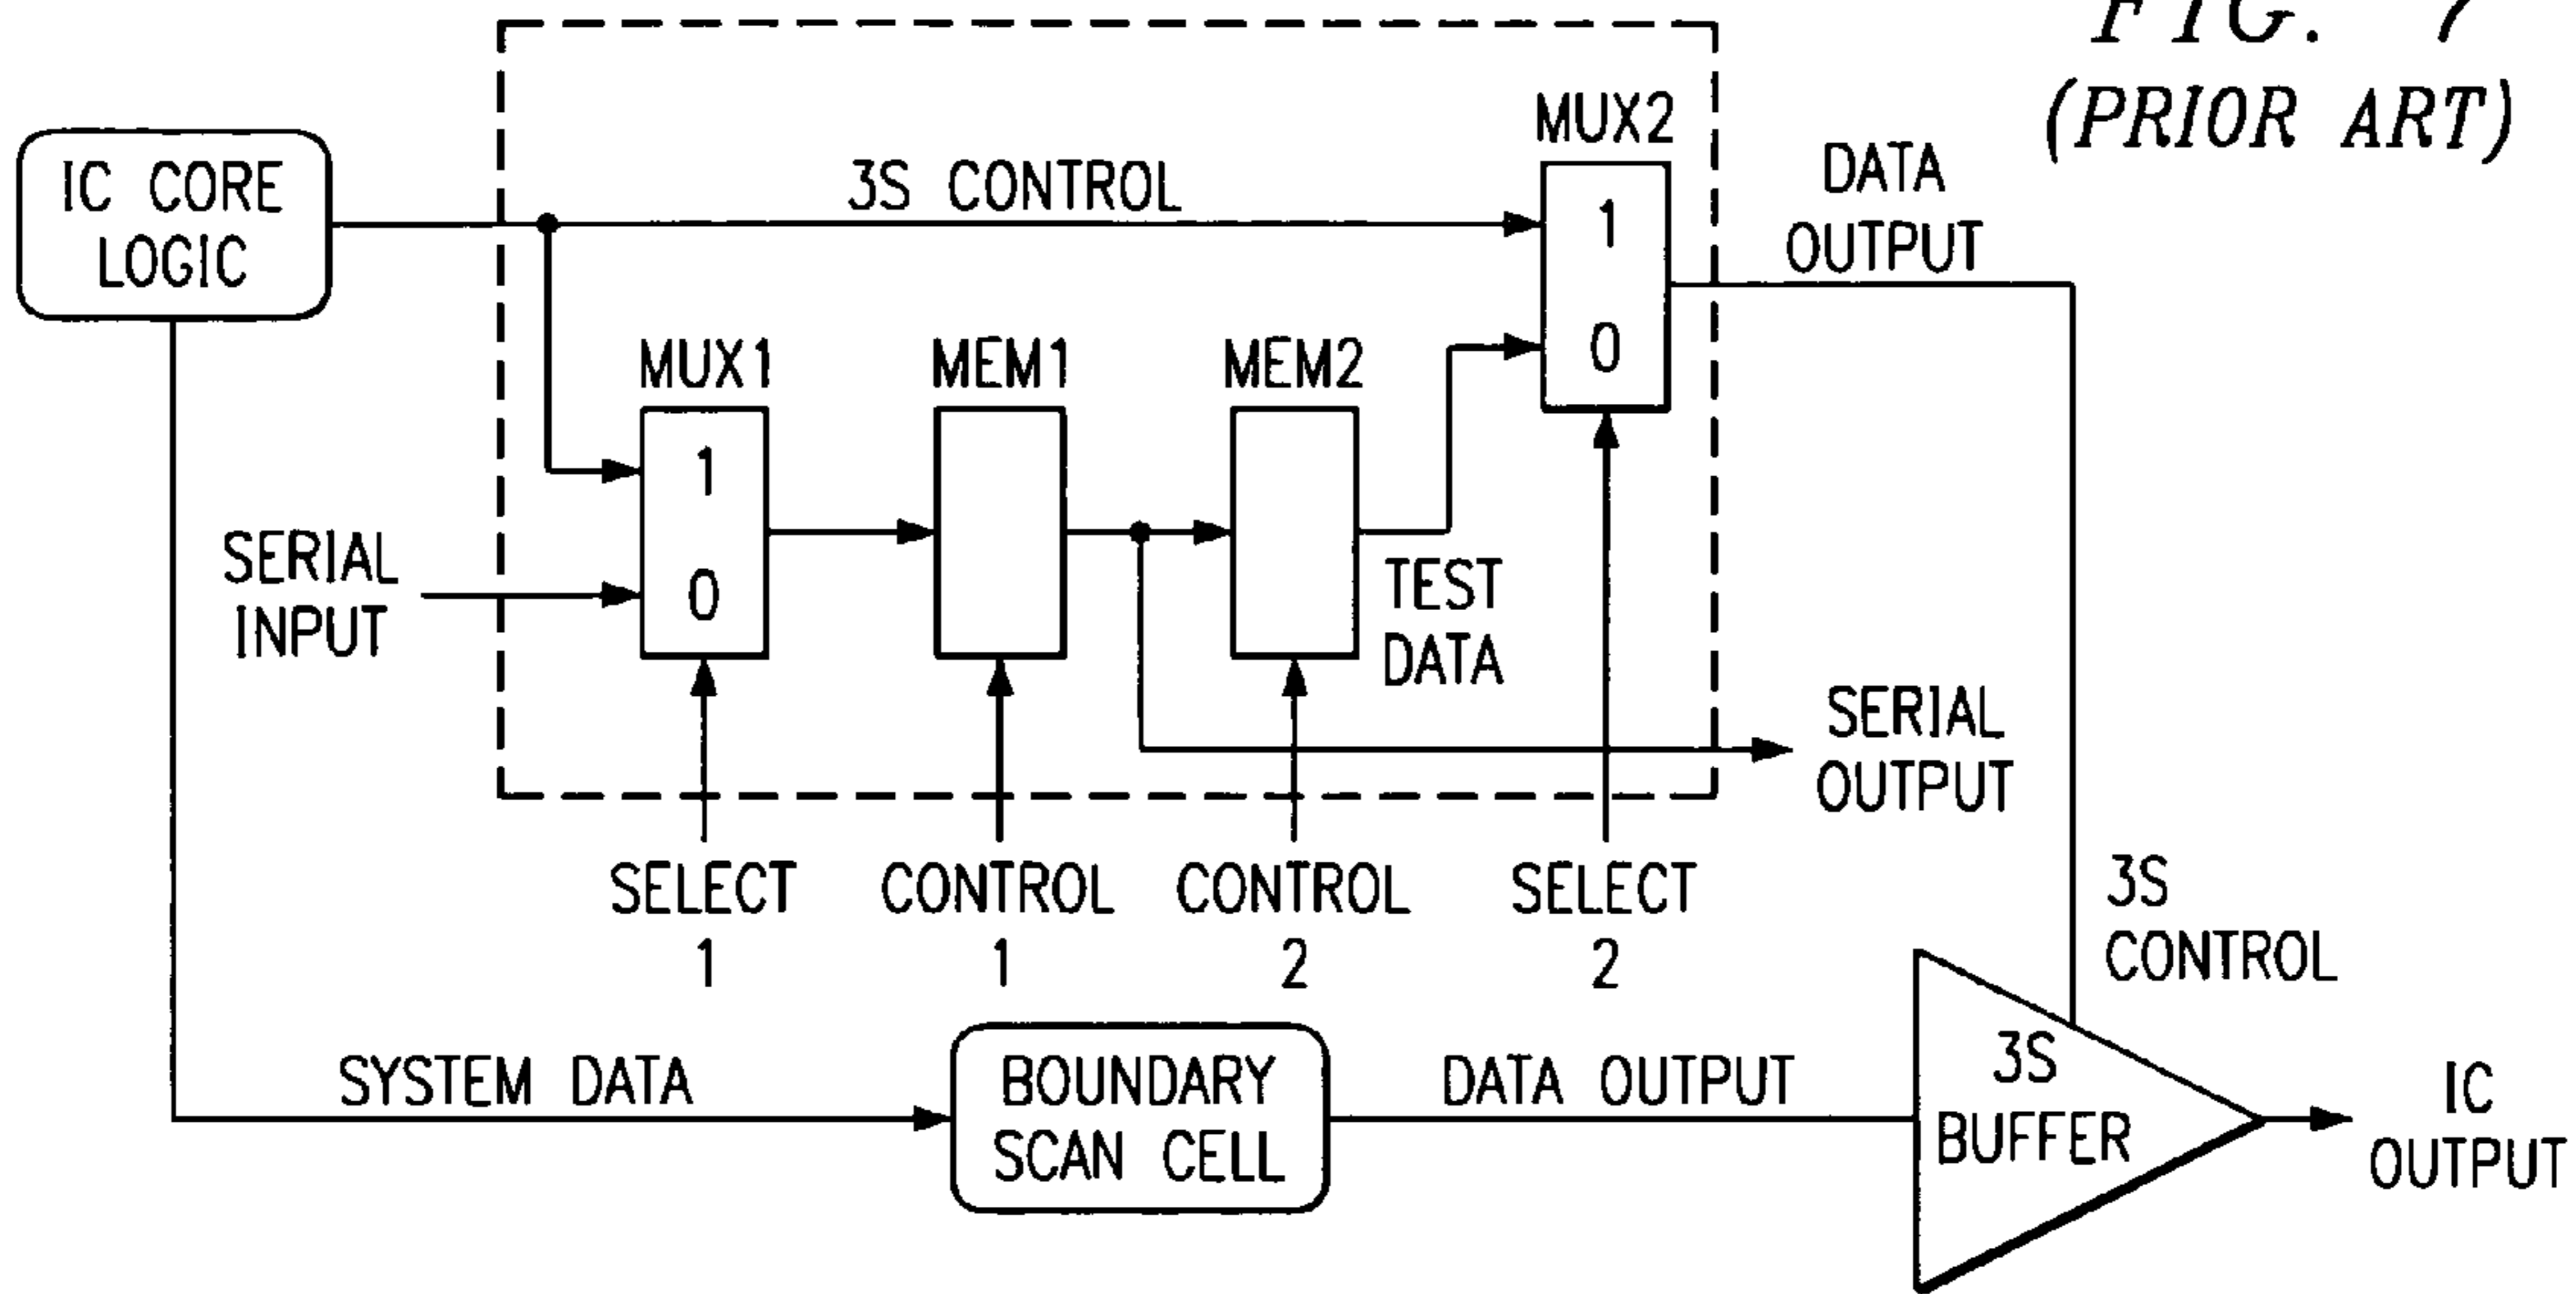 FIG. 7
(PRIOR ART)
MUX2
IC CORE
LOGIC
3S CONTROL
1
0
DATA
OUTPUT
MUX1
MEM1
MEM2
1
0
SERIAL
INPUT
TEST
DATA
SERIAL
OUTPUT
SELECT
1
CONTROL
1
CONTROL
2
SELECT
2
3S
CONTROL
SYSTEM DATA
BOUNDARY
SCAN CELL
DATA OUTPUT
3S
BUFFER
IC
OUTPUT